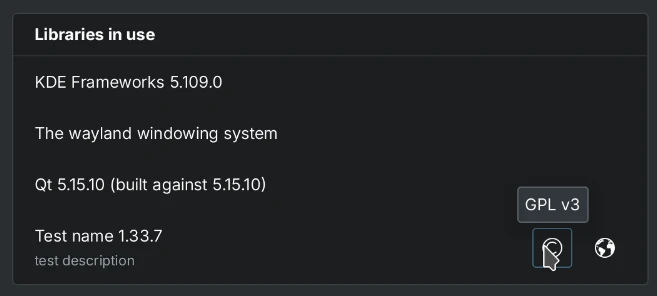 Libraries in use
KDE Frameworks 5.109.0
The wayland windowing system
Qt 5.15.10 (built against 5.15.10)
GPL v3
Test name 1.33.7
test description